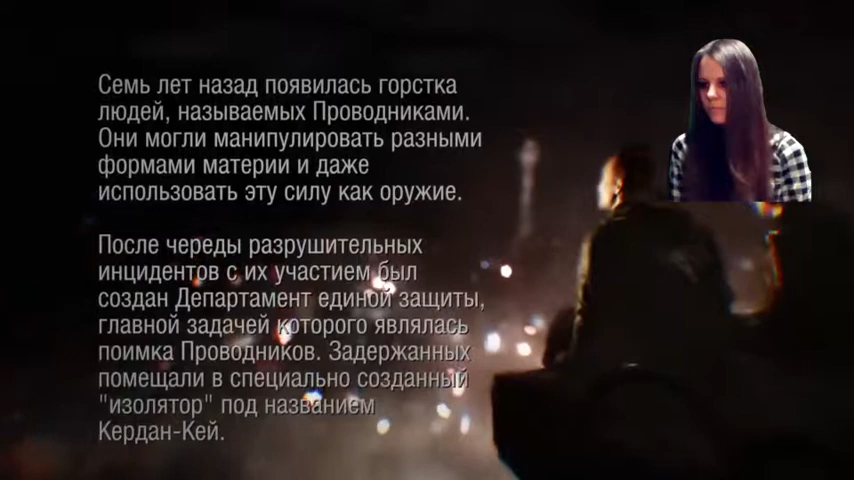 Семь лет назад появилась горстка
людей, называемых Проводниками.
Они могли манипулировать разными
формами материи и даже
использовать эту силу как оружие.
После череды разрушительных
инцидентов с их участием был
создан Департамент единой защиты,
главной задачей которого являлась
поимка Проводников. Задержанных
помещали в специально созданный
"изолятор" под названием
Кердан-Кей.